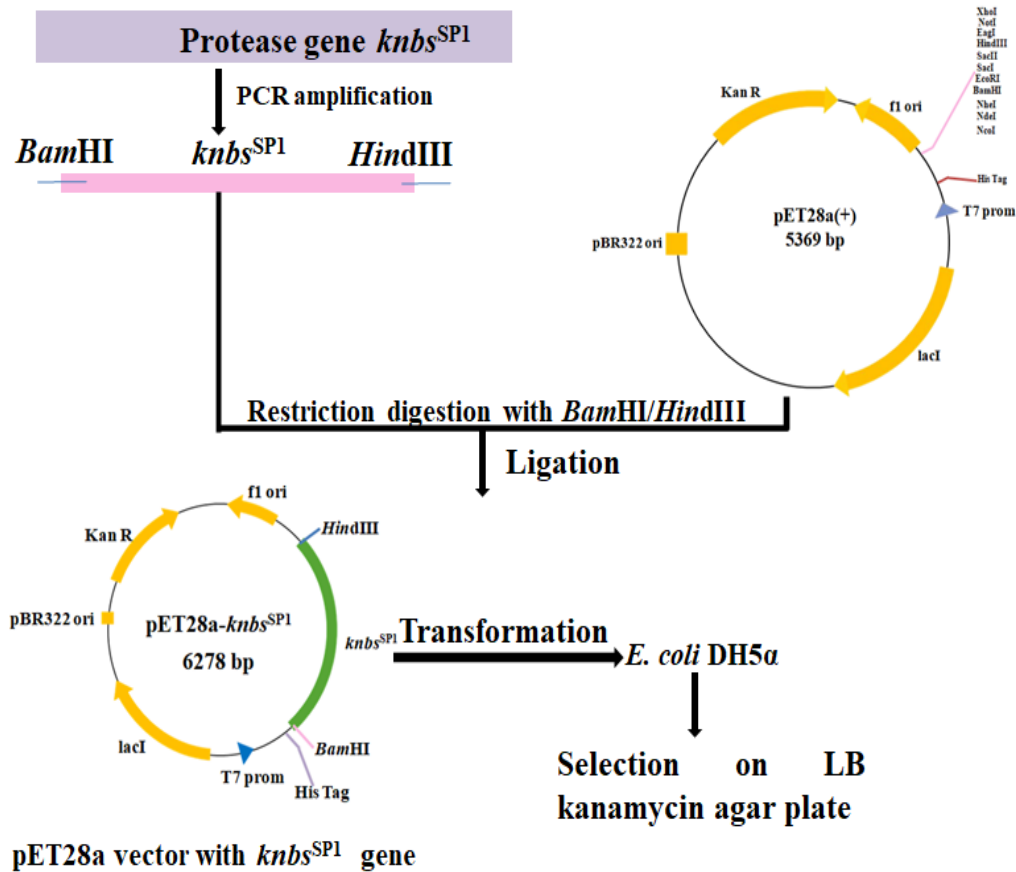 Protease gene knbsSP1
PCR amplification
BamHI
knbsSP1
HindIII
XhoI
NotI
EagI
HindIII
SacII
SacI
EcoRI
BamHI
NheI
NdeI
NcoI
Kan R
f1 ori
His Tag
T7 prom
pET28a(+)
5369 bp
pBR322 ori
lacI
Restriction digestion with BamHI/HindIII
Ligation
f1 ori
HindIII
Kan R
pBR322 ori
pET28a-knbsSP1
6278 bp
knbsSP1
lacI
T7 prom
BamHI
His Tag
Transformation
E. coli DH5α
Selection on LB
kanamycin agar plate
pET28a vector with knbsSP1 gene